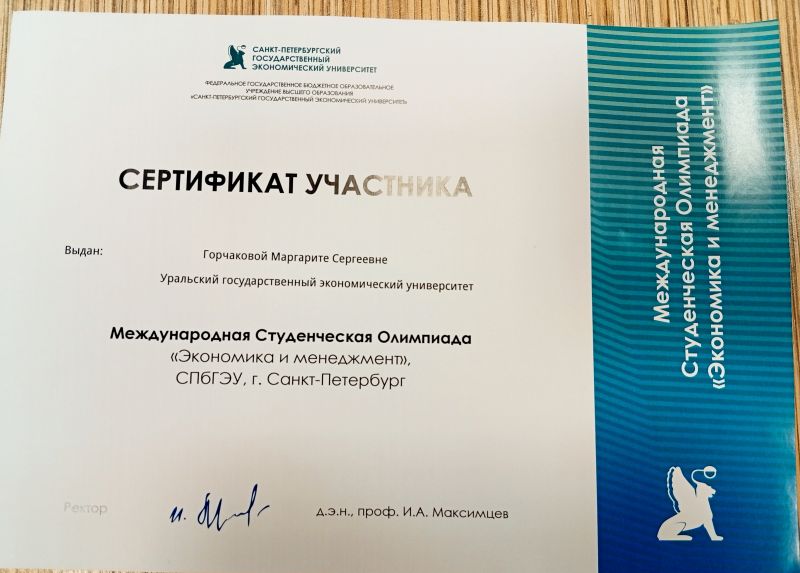 САНКТ-ПЕТЕРБУРГСКИЙ
ГОСУДАРСТВЕННЫЙ
ЭКОНОМИЧЕСКИЙ УНИВЕРСИТЕТ
ФЕДЕРАЛЬНОЕ ГОСУДАРСТВЕННОЕ БЮДЖЕТНОЕ ОБРАЗОВАТЕЛЬНОЕ
УЧРЕЖДЕНИЕ ВЫСШЕГО ОБРАЗОВАНИЯ
«САНКТ-ПЕТЕРБУРГСКИЙ ГОСУДАРСТВЕННЫЙ ЭКОНОМИЧЕСКИЙ УНИВЕРСИТЕТ»
СЕРТИФИКАТ УЧАСТНИКА
Выдан:
Горчаковой Маргарите Сергеевне
Уральский государственный экономический университет
Международная Студенческая Олимпиада
«Экономика и менеджмент»,
СПбГЭУ, г. Санкт-Петербург
Ректор
д.э.н., проф. И.А. Максимцев
Международная
Студенческая Олимпиада
«Экономика и менеджмент»